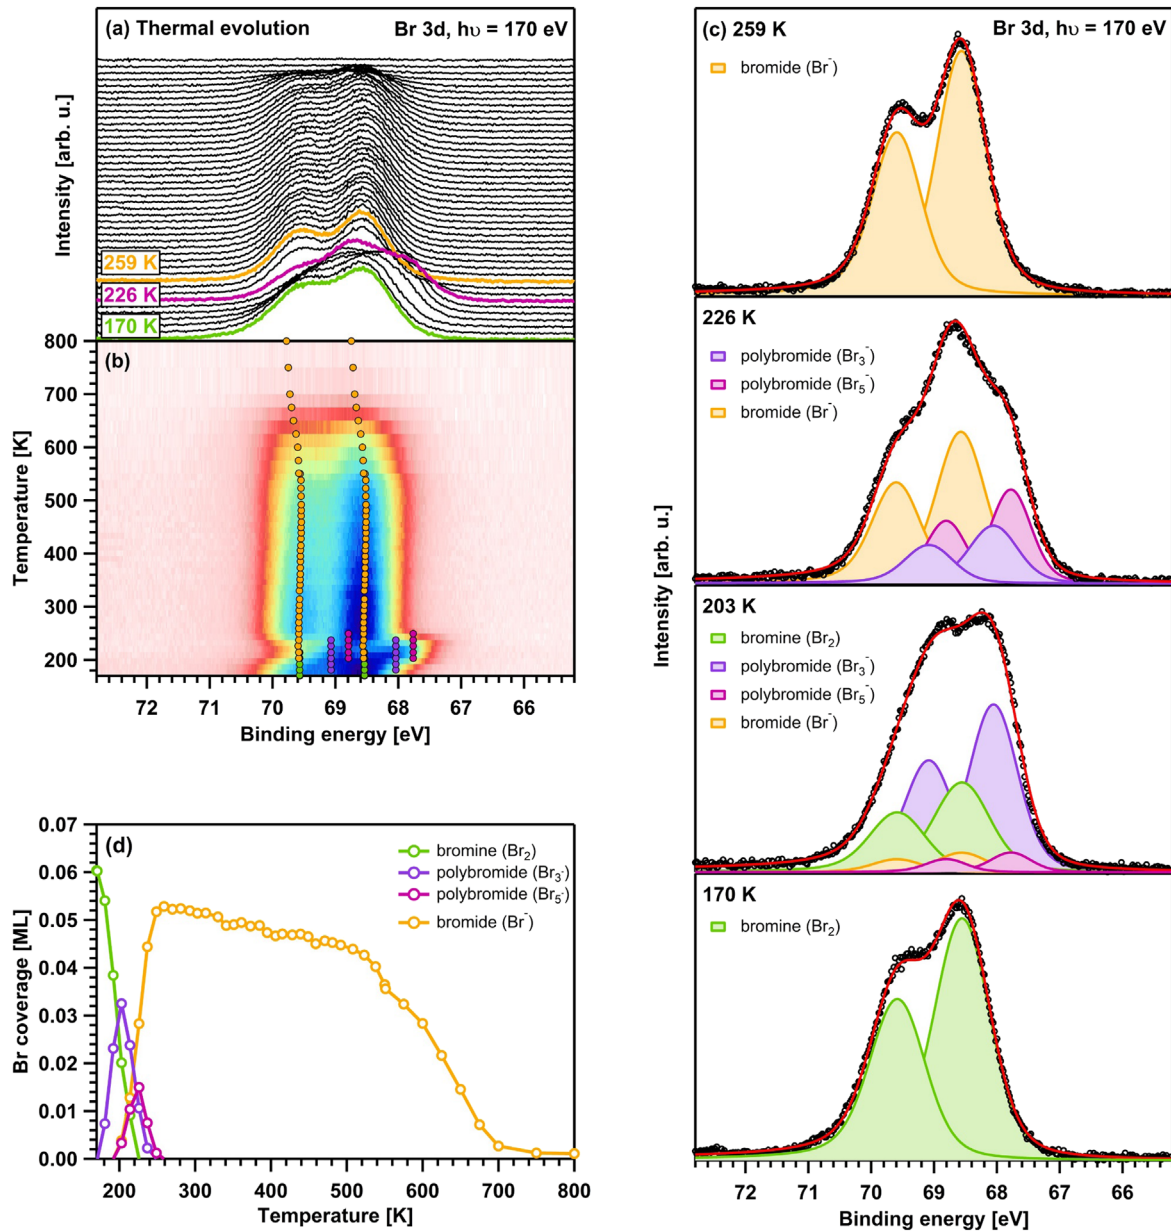 (a) Thermal evolution Br 3d, hυ = 170 eV
Intensity [arb. u.]
259 K
226 K
170 K
(b)
800
700
600
500
400
300
200
Temperature [K]
72 71 70 69 68 67 66
Binding energy [eV]
(c) 259 K Br 3d, hυ = 170 eV
bromide (Br⁻)
226 K
polybromide (Br₃⁻)
polybromide (Br₅⁻)
bromide (Br⁻)
203 K
bromine (Br₂)
polybromide (Br₃⁻)
polybromide (Br₅⁻)
bromide (Br⁻)
170 K
bromine (Br₂)
Intensity [arb. u.]
72 71 70 69 68 67 66
Binding energy [eV]
(d)
bromine (Br₂)
polybromide (Br₃⁻)
polybromide (Br₅⁻)
bromide (Br⁻)
0.07
0.06
0.05
0.04
0.03
0.02
0.01
0.00
Br coverage [ML]
200 300 400 500 600 700 800
Temperature [K]